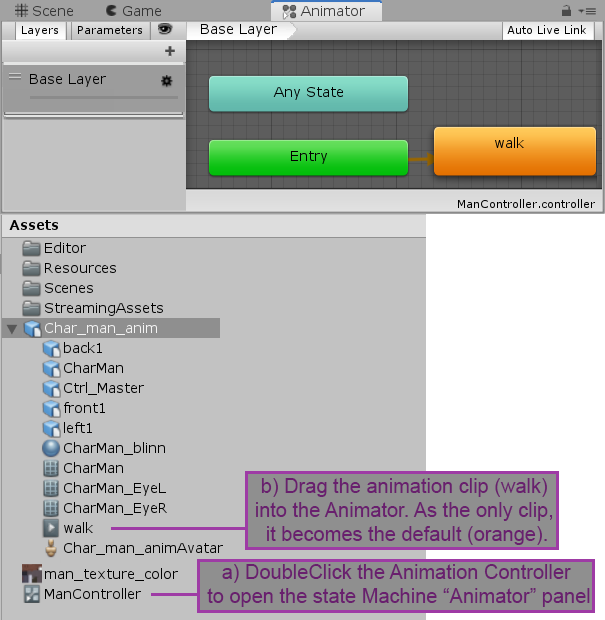 Scene Game Animator
Layers Parameters Base Layer Auto Live Link
+
Base Layer
Any State
Entry
walk
ManController.controller
Assets
Editor
Resources
Scenes
StreamingAssets
Char_man_anim
back1
CharMan
Ctrl_Master
front1
left1
CharMan_blinn
CharMan
CharMan_EyeL
CharMan_EyeR
walk
Char_man_animAvatar
b) Drag the animation clip (walk)
into the Animator. As the only clip,
it becomes the default (orange).
man_texture_color
ManController
a) DoubleClick the Animation Controller
to open the state Machine “Animator” panel